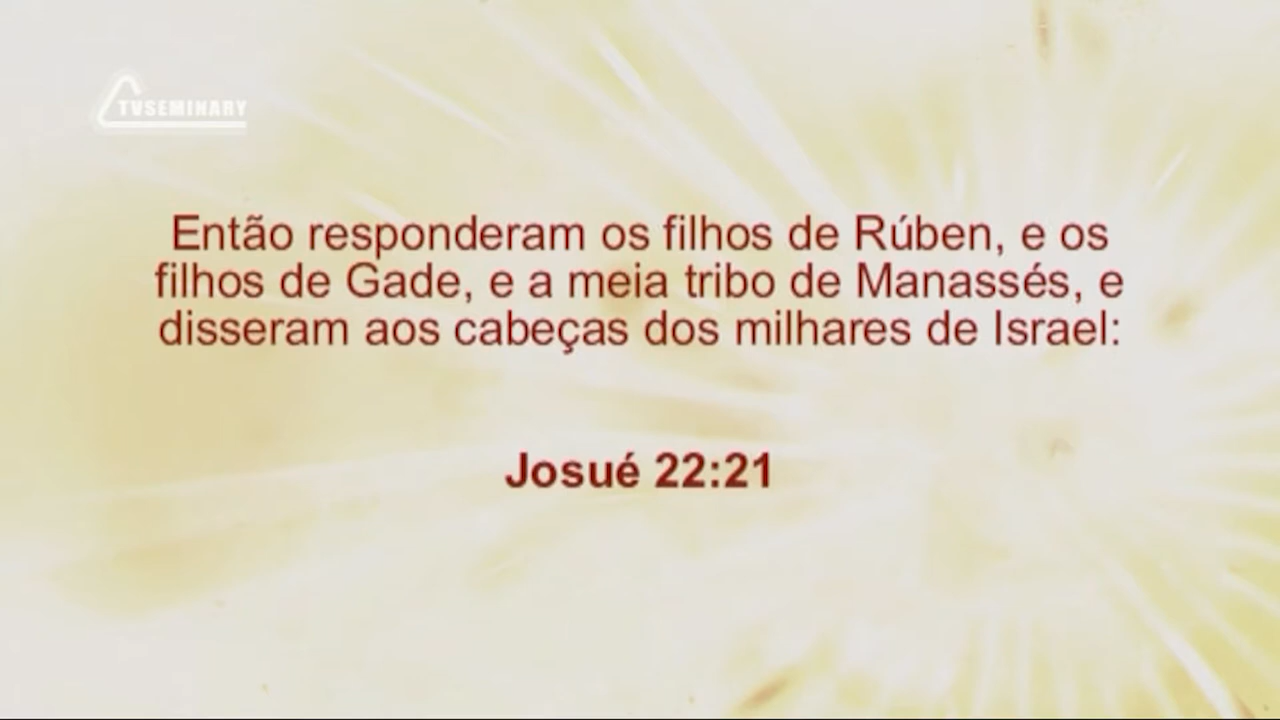 TVSEMINARY
Então responderam os filhos de Rúben, e os
filhos de Gade, e a meia tribo de Manassés, e
disseram aos cabeças dos milhares de Israel:
Josué 22:21